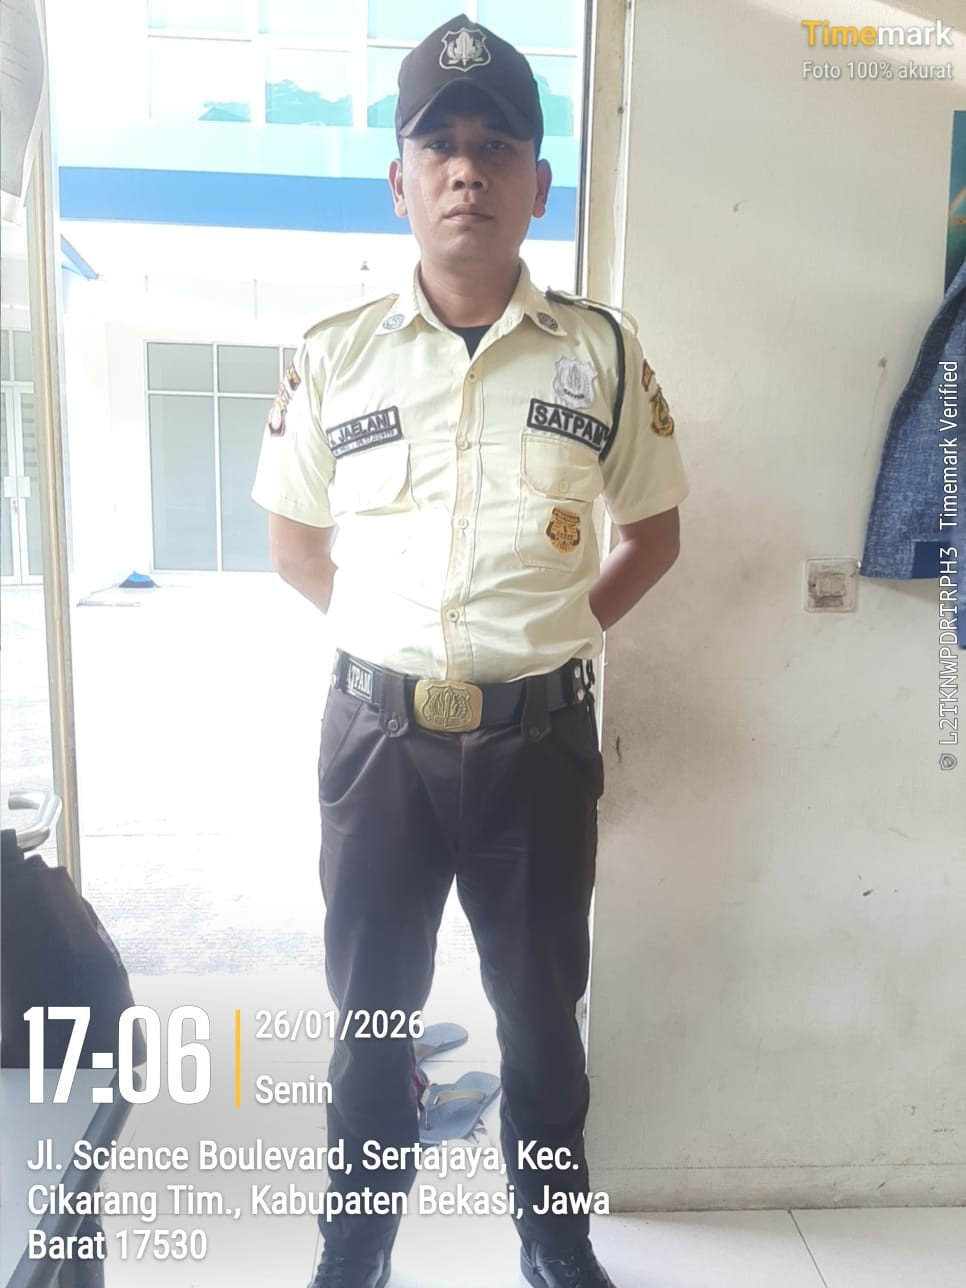 Timemark
Foto 100% akurat
JAELANI
SATPAM
TPAM
L2TKNWPDRTRPH3 Timemark Verified
17:06
26/01/2026
Senin
Jl. Science Boulevard, Sertajaya, Kec.
Cikarang Tim., Kabupaten Bekasi, Jawa
Barat 17530